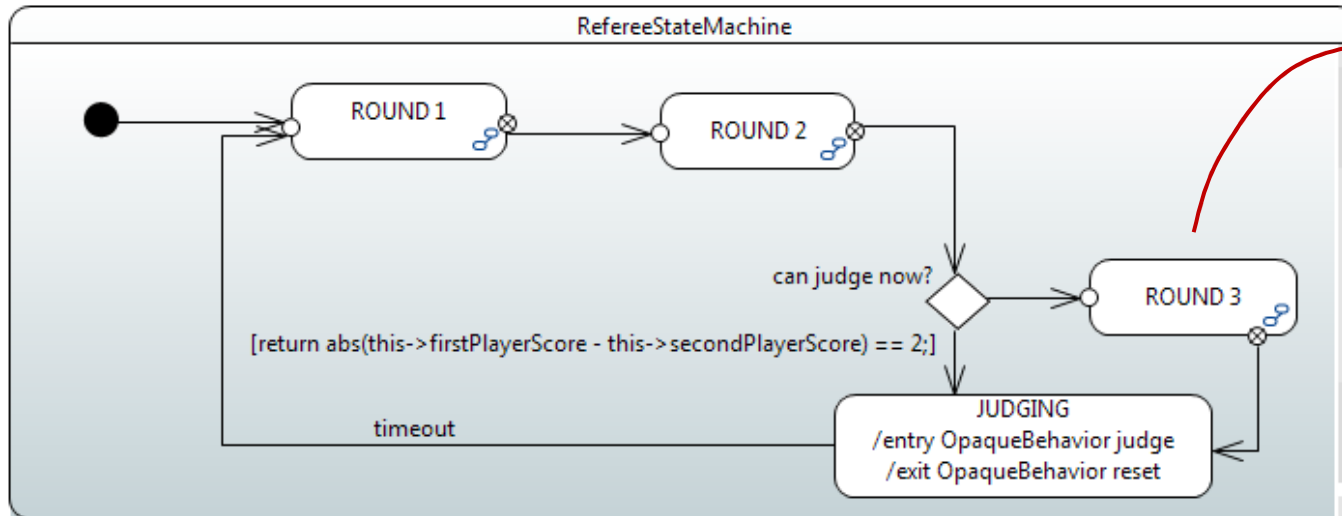 RefereeStateMachine
ROUND 1
ROUND 2
can judge now?
ROUND 3
[return abs(this->firstPlayerScore - this->secondPlayerScore) == 2;]
timeout
JUDGING
/entry OpaqueBehavior judge
/exit OpaqueBehavior reset